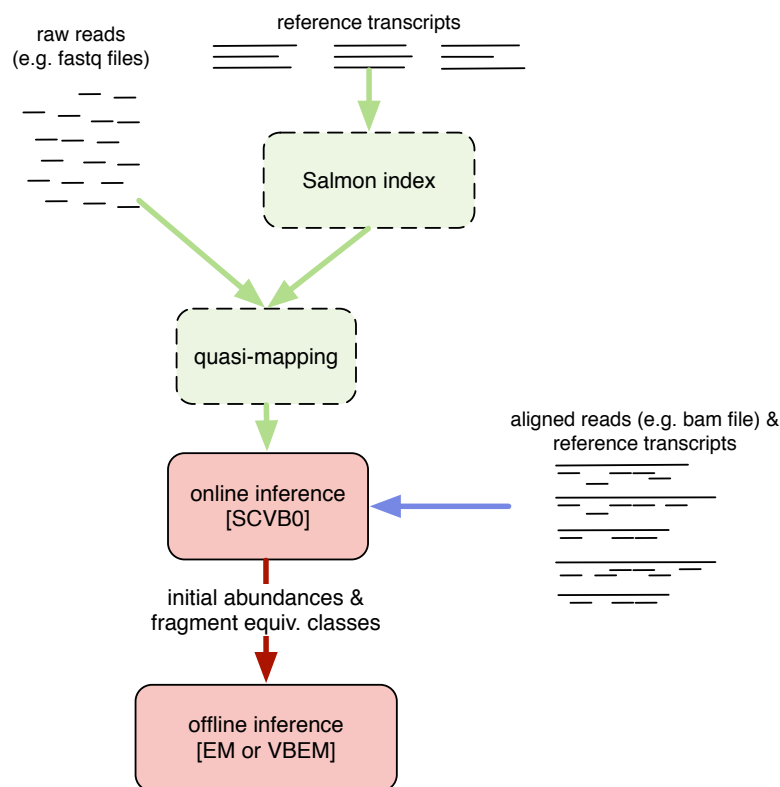 reference transcripts
raw reads
(e.g. fastq files)
Salmon index
quasi-mapping
aligned reads (e.g. bam file) &
reference transcripts
online inference
[SCVB0]
initial abundances &
fragment equiv. classes
offline inference
[EM or VBEM]